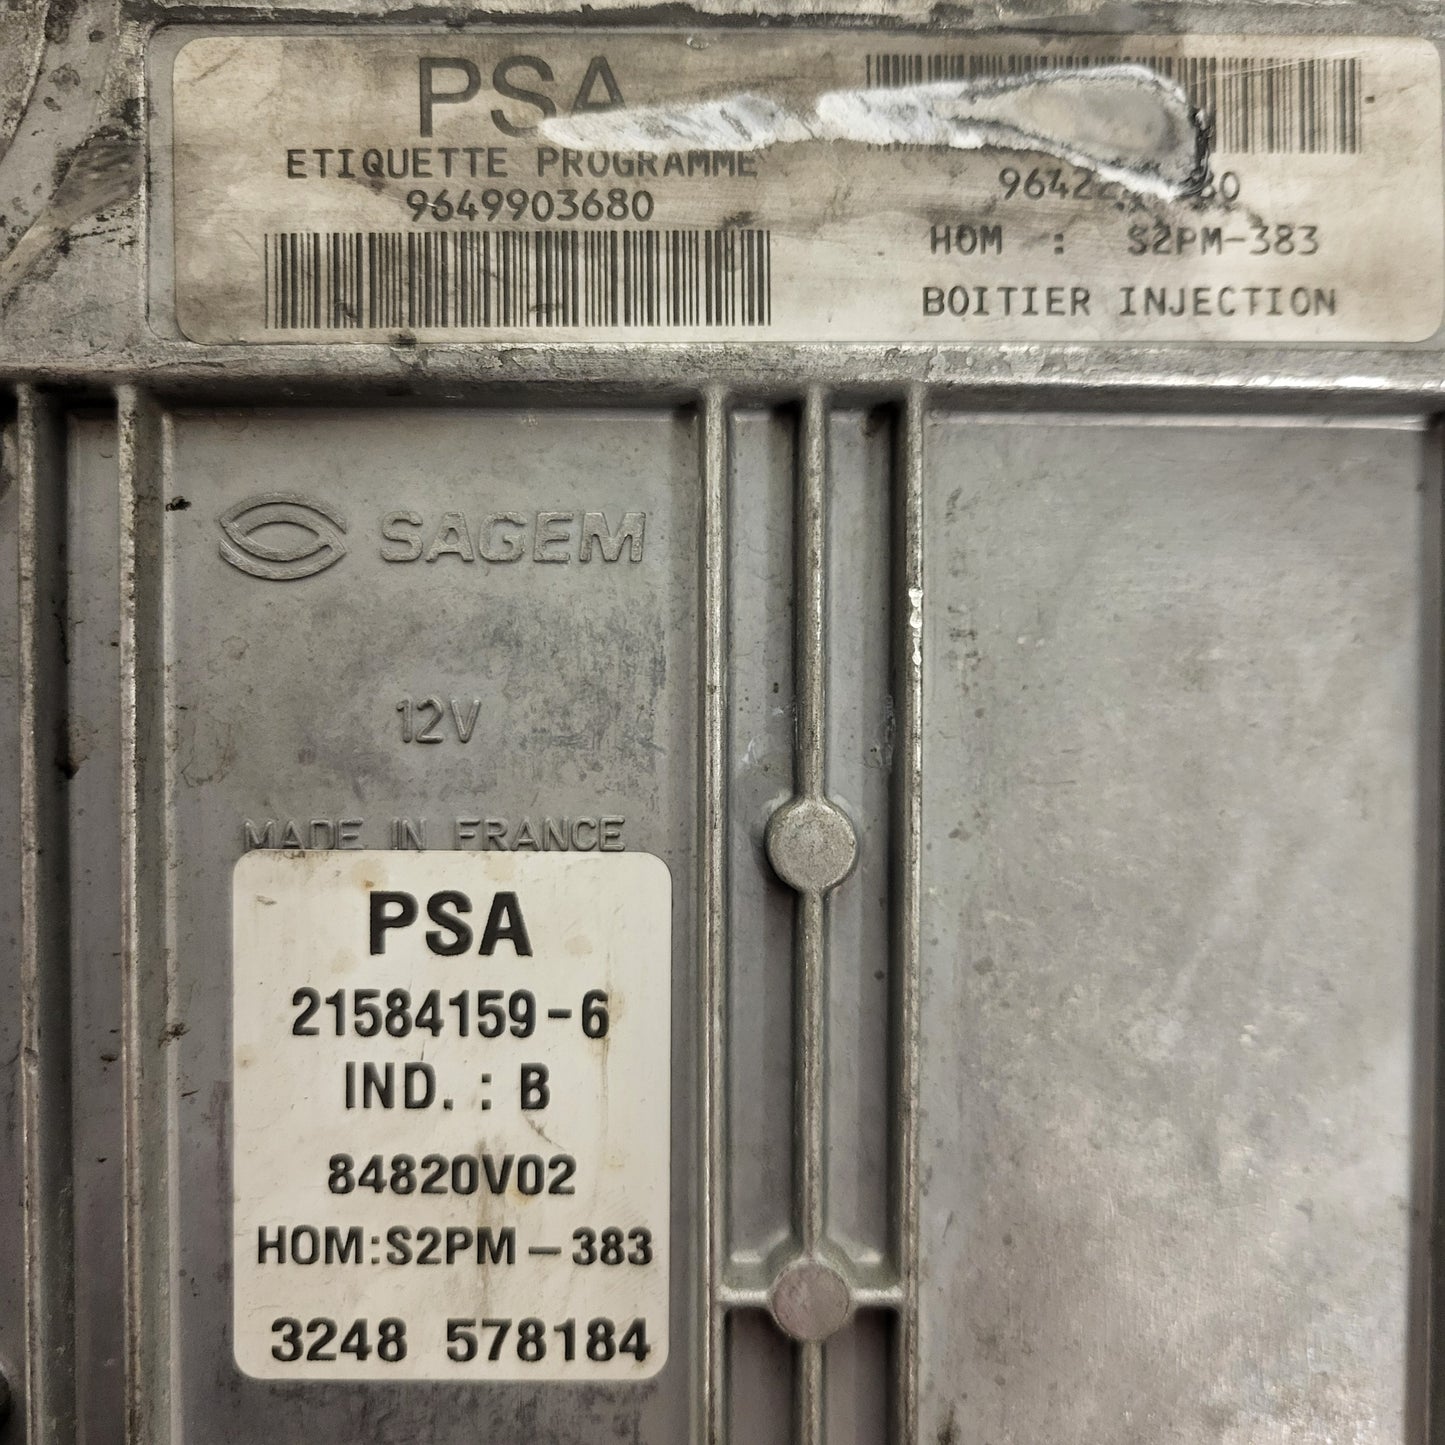 PSA
ETIQUETTE PROGRAMME
9649903680
HOM : S2PM-383
BOITIER INJECTION
SAGEM
12V
MADE IN FRANCE
PSA
21584159-6
IND. : B
84820V02
HOM:S2PM-383
3248 578184